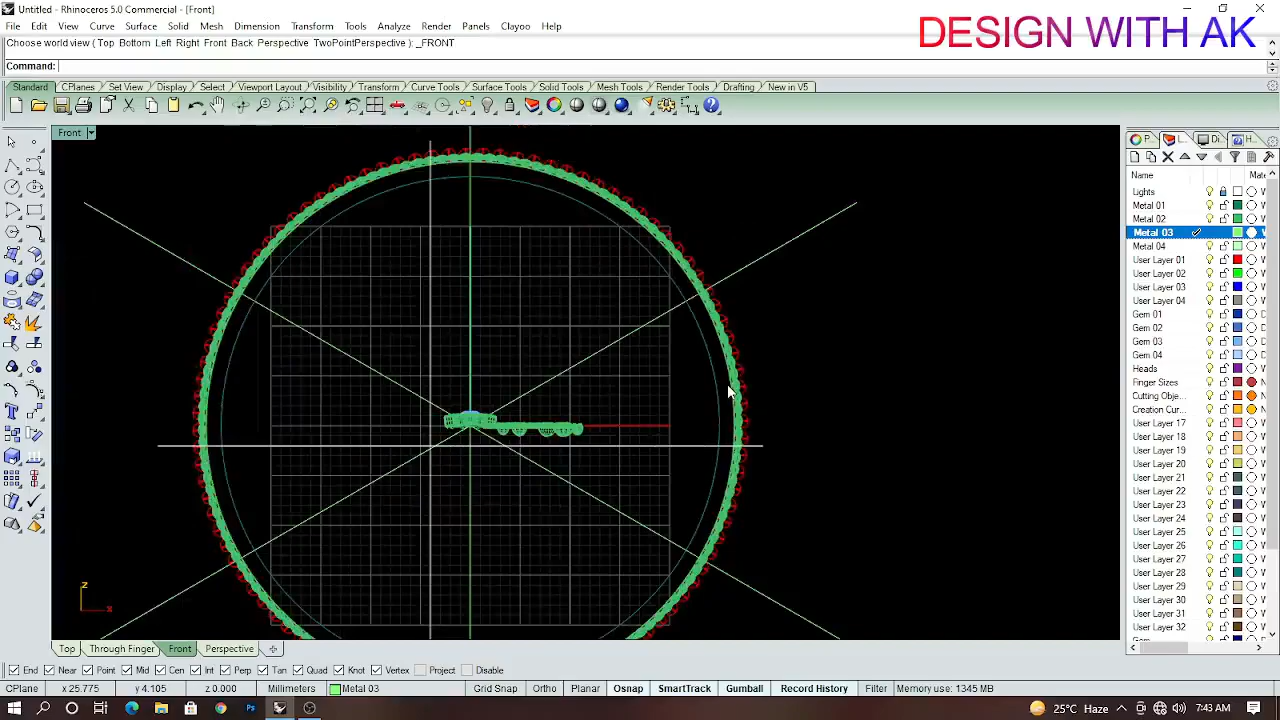 Untitled - Rhinoceros 5.0 Commercial - [Front]
DESIGN WITH AK
File Edit View Curve Surface Solid Mesh Dimension Transform Tools Analyze Render Panels Clayoo Help
Choose world view ( Top Bottom Left Right Front Back Perspective TwoPointPerspective ): _FRONT
Command:
Standard CPlanes Set View Display Select Viewport Layout Visibility Transform Curve Tools Surface Tools Solid Tools Mesh Tools Render Tools Drafting New in V5
Front
P... L... Di... H...
Name Mate
Lights
Metal 01
Metal 02
Metal 03
Metal 04
User Layer 01
User Layer 02
User Layer 03
User Layer 04
Gem 01
Gem 02
Gem 03
Gem 04
Heads
Finger Sizes
Cutting Obje...
Creation Cur...
User Layer 17
User Layer 18
User Layer 19
User Layer 20
User Layer 21
User Layer 22
User Layer 23
User Layer 24
User Layer 25
User Layer 26
User Layer 27
User Layer 28
User Layer 29
User Layer 30
User Layer 31
User Layer 32
z
x
Top Through Finger Front Perspective
End Near Point Mid Cen Int Perp Tan Quad Knot Vertex Project Disable
CPlane x 25.775 y 4.105 z 0.000 Millimeters Metal 03 Grid Snap Ortho Planar Osnap SmartTrack Gumball Record History Filter Memory use: 1345 MB
25°C Haze 7:43 AM